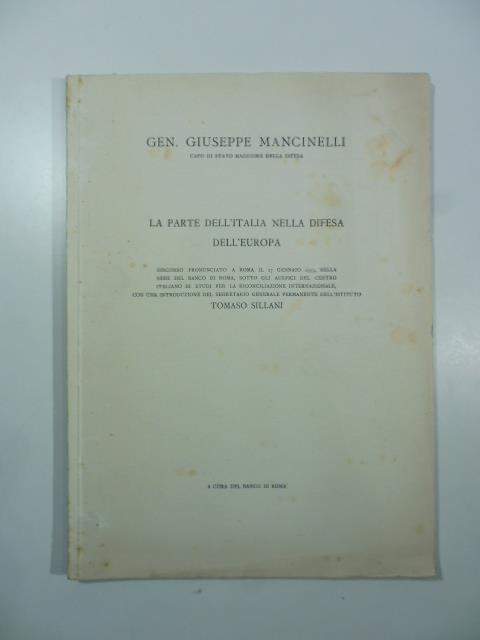 GEN. GIUSEPPE MANCINELLI
CAPO DI STATO MAGGIORE DELLA DIFESA
LA PARTE DELL'ITALIA NELLA DIFESA
DELL'EUROPA
DISCORSO PRONUNCIATO A ROMA IL 27 GENNAIO 1955, NELLA
SEDE DEL BANCO DI ROMA, SOTTO GLI AUSPICI DEL CENTRO
ITALIANO DI STUDI PER LA RICONCILIAZIONE INTERNAZIONALE,
CON UNA INTRODUZIONE DEL SEGRETARIO GENERALE PERMANENTE DELL'ISTITUTO
TOMASO SILLANI
A CURA DEL BANCO DI ROMA